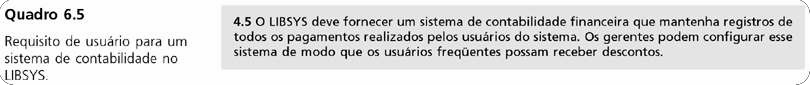 Quadro 6.5
Requisito de usuário para um
sistema de contabilidade no
LIBSYS.
4.5 O LIBSYS deve fornecer um sistema de contabilidade financeira que mantenha registros de
todos os pagamentos realizados pelos usuários do sistema. Os gerentes podem configurar esse
sistema de modo que os usuários freqüentes possam receber descontos.